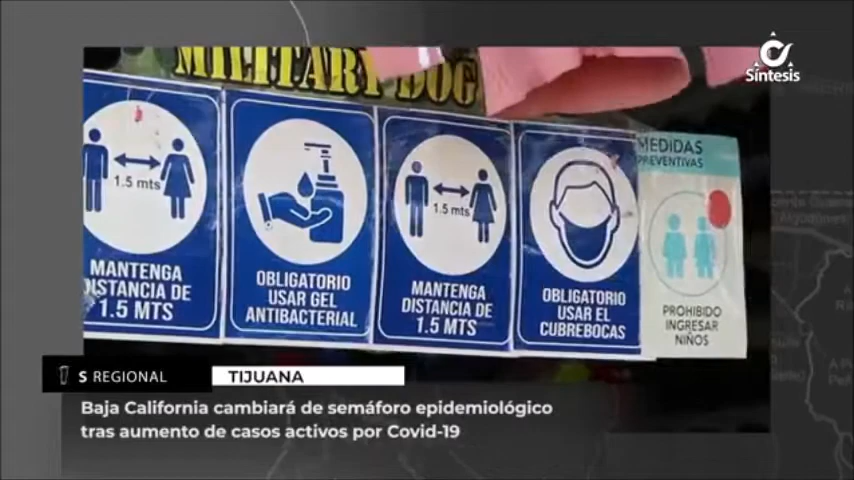 MILITARY DOG
Síntesis
1.5 mts
MANTENGA
DISTANCIA DE
1.5 MTS
OBLIGATORIO
USAR GEL
ANTIBACTERIAL
1.5 mts
MANTENGA
DISTANCIA DE
1.5 MTS
OBLIGATORIO
USAR EL
CUBREBOCAS
MEDIDAS
PREVENTIVAS
PROHIBIDO
INGRESAR
NIÑOS
S REGIONAL
TIJUANA
Baja California cambiará de semáforo epidemiológico
tras aumento de casos activos por Covid-19